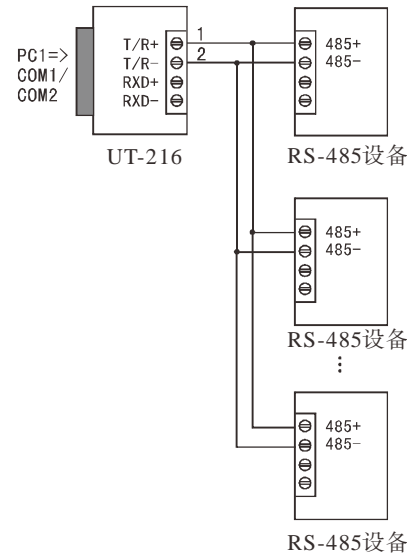 PC1=>
COM1/
COM2
T/R+
T/R-
RXD+
RXD-
1
2
UT-216
485+
485-
RS-485设备
485+
485-
RS-485设备
⋮
485+
485-
RS-485设备